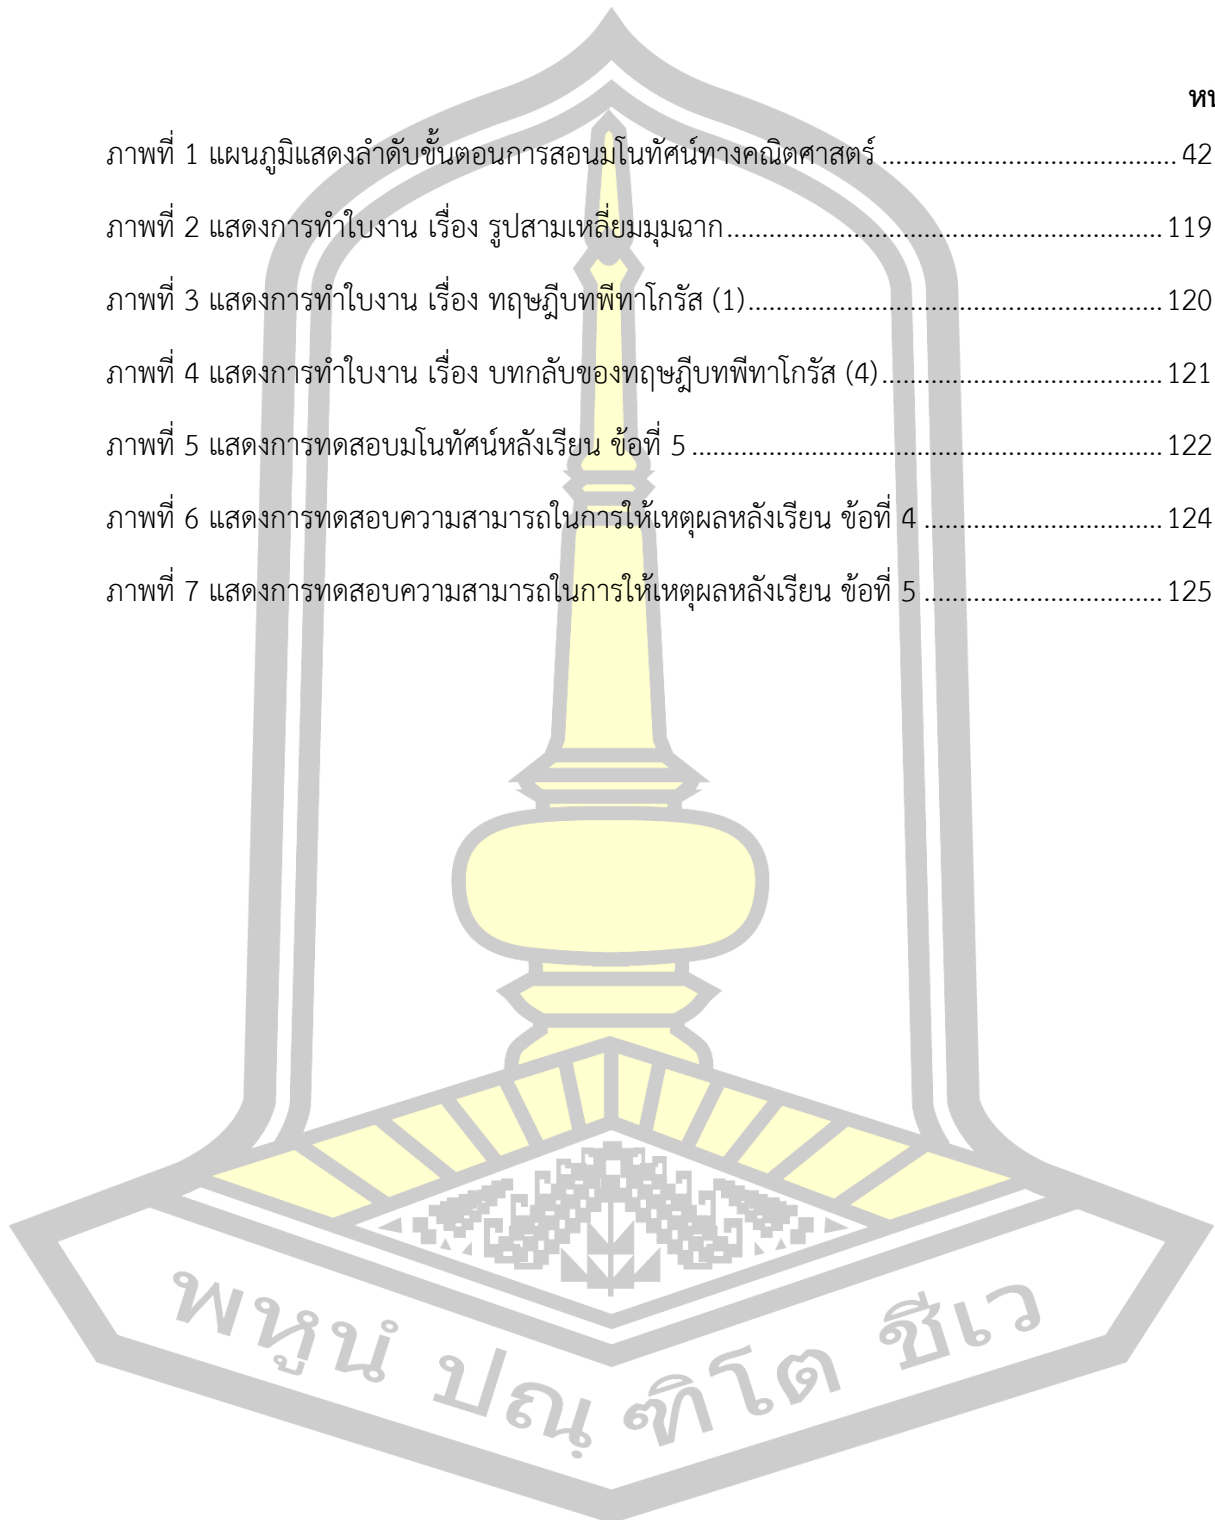 ภาพที่ 1 แผนภูมิแสดงลำดับขั้นตอนการสอนมโนทัศน์ทางคณิตศาสตร์ .................................. 42
ภาพที่ 2 แสดงการทำใบงาน เรื่อง รูปสามเหลี่ยมมุมฉาก .................................................. 119
ภาพที่ 3 แสดงการทำใบงาน เรื่อง ทฤษฎีบทพีทาโกรัส (1) ................................................ 120
ภาพที่ 4 แสดงการทำใบงาน เรื่อง บทกลับของทฤษฎีบทพีทาโกรัส (4) ................................ 121
ภาพที่ 5 แสดงการทดสอบมโนทัศน์หลังเรียน ข้อที่ 5 ...................................................... 122
ภาพที่ 6 แสดงการทดสอบความสามารถในการให้เหตุผลหลังเรียน ข้อที่ 4 ........................... 124
ภาพที่ 7 แสดงการทดสอบความสามารถในการให้เหตุผลหลังเรียน ข้อที่ 5 ........................... 125
พหูนํ ปณฺ ฑิโต ชีเว